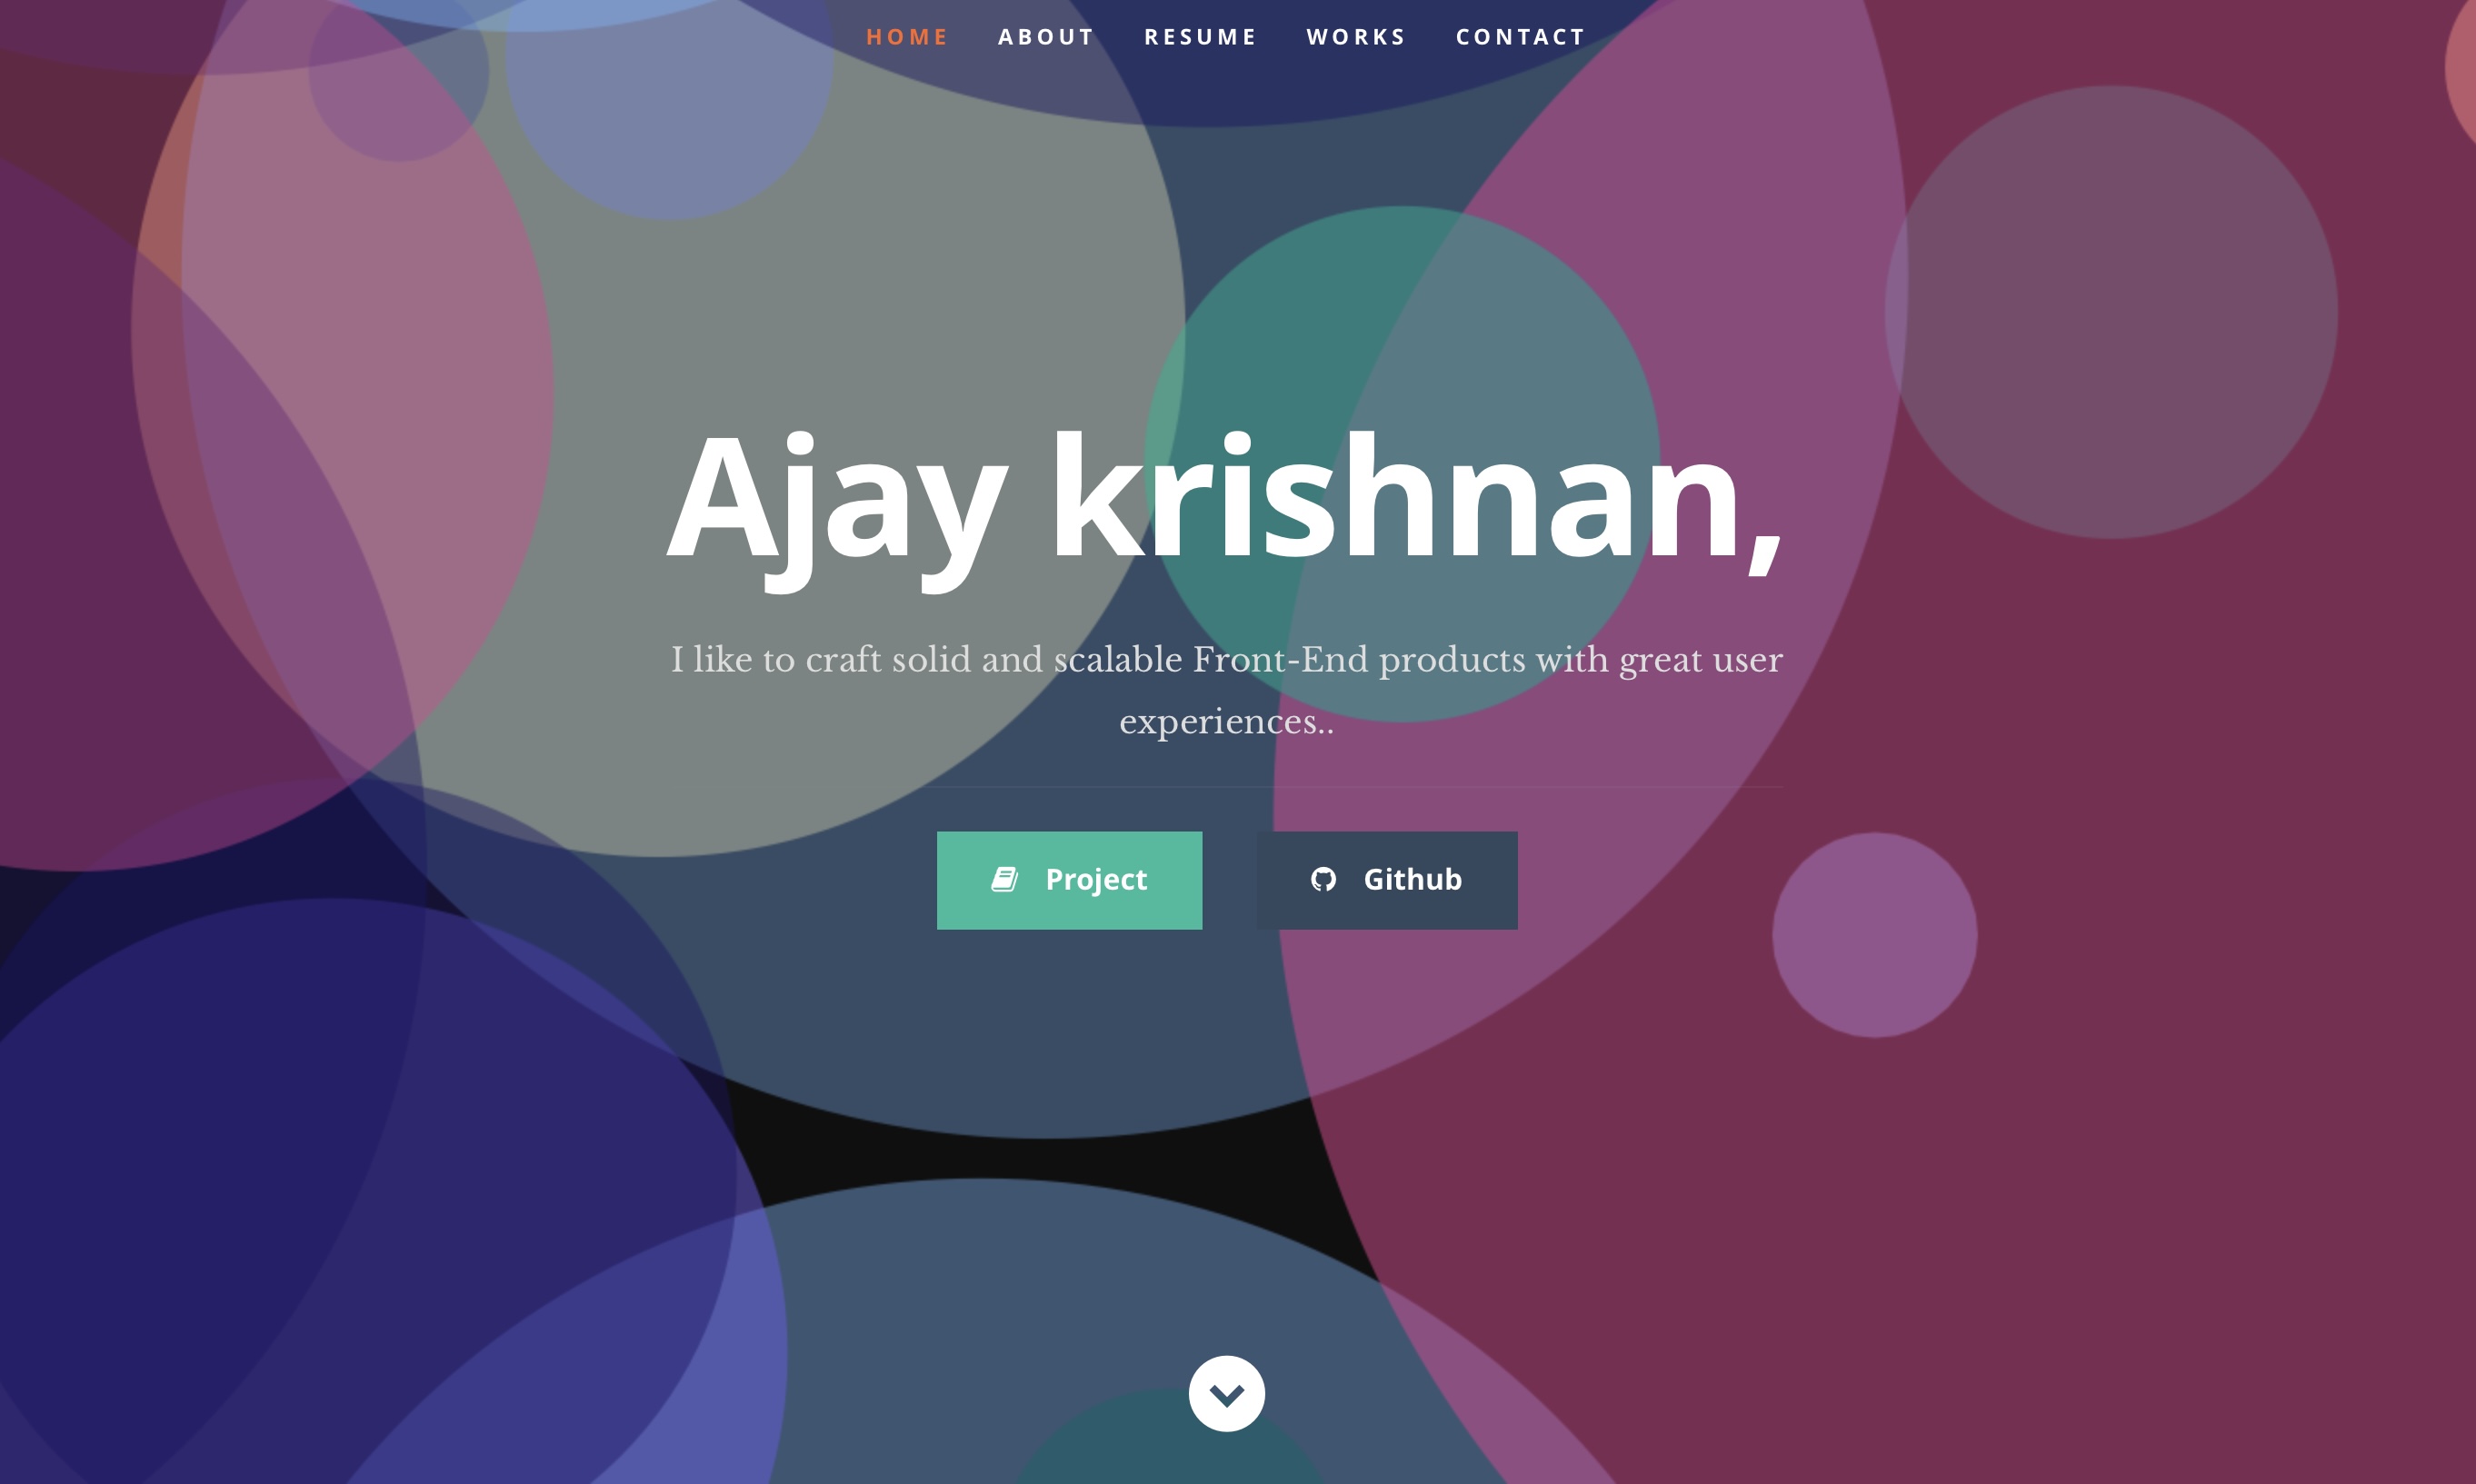 HOME ABOUT RESUME WORKS CONTACT
Ajay krishnan,
I like to craft solid and scalable Front-End products with great user
experiences..
Project Github